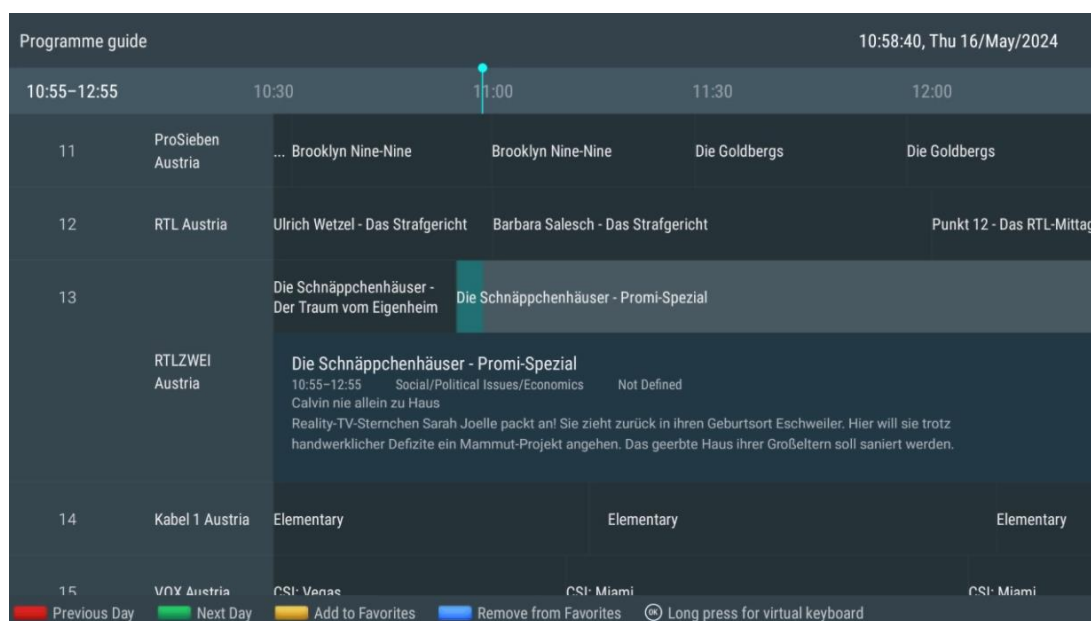 Programme guide
10:58:40, Thu 16/May/2024
10:55–12:55
10:30
11:00
11:30
12:00
11
ProSieben
Austria
... Brooklyn Nine-Nine
Brooklyn Nine-Nine
Die Goldbergs
Die Goldbergs
12
RTL Austria
Ulrich Wetzel - Das Strafgericht
Barbara Salesch - Das Strafgericht
Punkt 12 - Das RTL-Mittag
13
Die Schnäppchenhäuser -
Der Traum vom Eigenheim
Die Schnäppchenhäuser - Promi-Spezial
RTLZWEI
Austria
Die Schnäppchenhäuser - Promi-Spezial
10:55–12:55 Social/Political Issues/Economics Not Defined
Calvin nie allein zu Haus
Reality-TV-Sternchen Sarah Joelle packt an! Sie zieht zurück in ihren Geburtsort Eschweiler. Hier will sie trotz
handwerklicher Defizite ein Mammut-Projekt angehen. Das geerbte Haus ihrer Großeltern soll saniert werden.
14
Kabel 1 Austria
Elementary
Elementary
Elementary
15
VOX Austria
CSI: Vegas
CSI: Miami
CSI: Miami
Previous Day
Next Day
Add to Favorites
Remove from Favorites
OK Long press for virtual keyboard